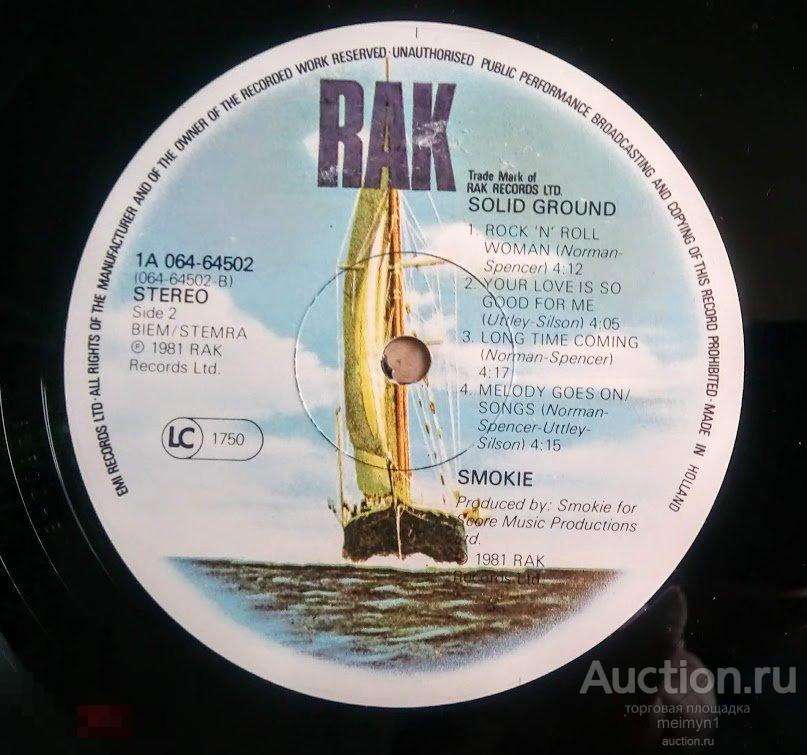 EMI RECORDS LTD·ALL RIGHTS OF THE MANUFACTURER AND OF THE OWNER OF THE RECORDED WORK RESERVED·UNAUTHORISED PUBLIC PERFORMANCE BROADCASTING AND COPYING OF THIS RECORD PROHIBITED·MADE IN HOLLAND
RAK
Trade Mark of
RAK RECORDS LTD.
SOLID GROUND
1. ROCK 'N' ROLL
WOMAN (Norman-
Spencer) 4:12
2. YOUR LOVE IS SO
GOOD FOR ME
(Uttley-Silson) 4:05
3. LONG TIME COMING
(Norman-Spencer)
4:17
4. MELODY GOES ON/
SONGS (Norman-
Spencer-Uttley-
Silson) 4:15
1A 064-64502
(064-64502-B)
STEREO
Side 2
BIEM/STEMRA
℗ 1981 RAK
Records Ltd.
LC 1750
SMOKIE
Produced by: Smokie for
Score Music Productions
Ltd.
1981 RAK
Records Ltd.
Auction.ru
торговая площадка
meimyn1
auction.ru